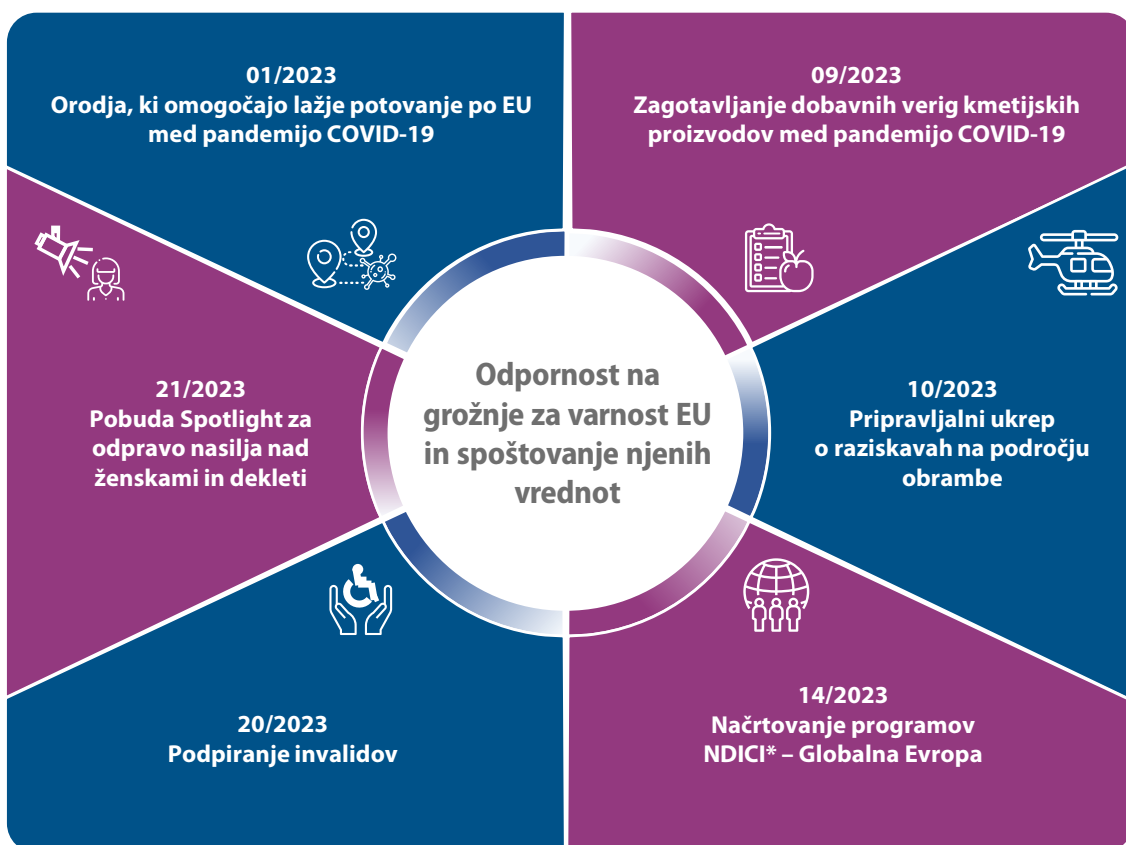 01/2023
Orodja, ki omogočajo lažje potovanje po EU
med pandemijo COVID-19
09/2023
Zagotavljanje dobavnih verig kmetijskih
proizvodov med pandemijo COVID-19
21/2023
Pobuda Spotlight za
odpravo nasilja nad
ženskami in dekleti
Odpornost na
grožnje za varnost EU
in spoštovanje njenih
vrednot
10/2023
Pripravljalni ukrep
o raziskavah na področju
obrambe
20/2023
Podpiranje invalidov
14/2023
Načrtovanje programov
NDICI* – Globalna Evropa